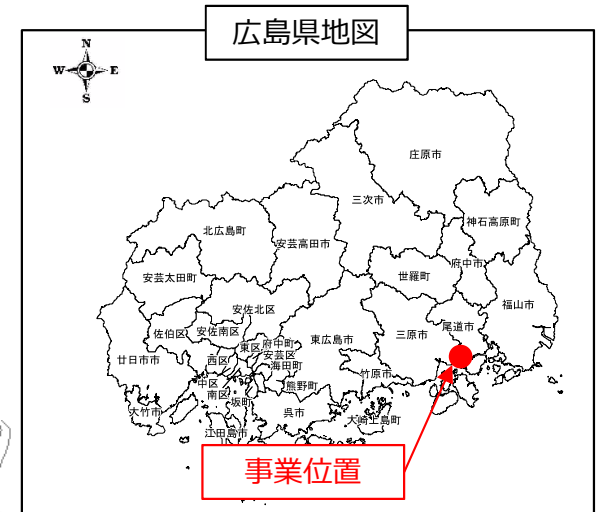 広島県地図
N
W E
S
庄原市
三次市
神石高原町
北広島町
安芸高田市
府中市
世羅町
安芸太田町
福山市
安佐北区
尾道市
佐伯区
安佐南区
東広島市
三原市
東区
府中町
安芸区
廿日市市
西区
海田町
竹原市
中区
熊野町
南区
坂町
大竹市
呉市
大崎上島町
江田島市
事業位置